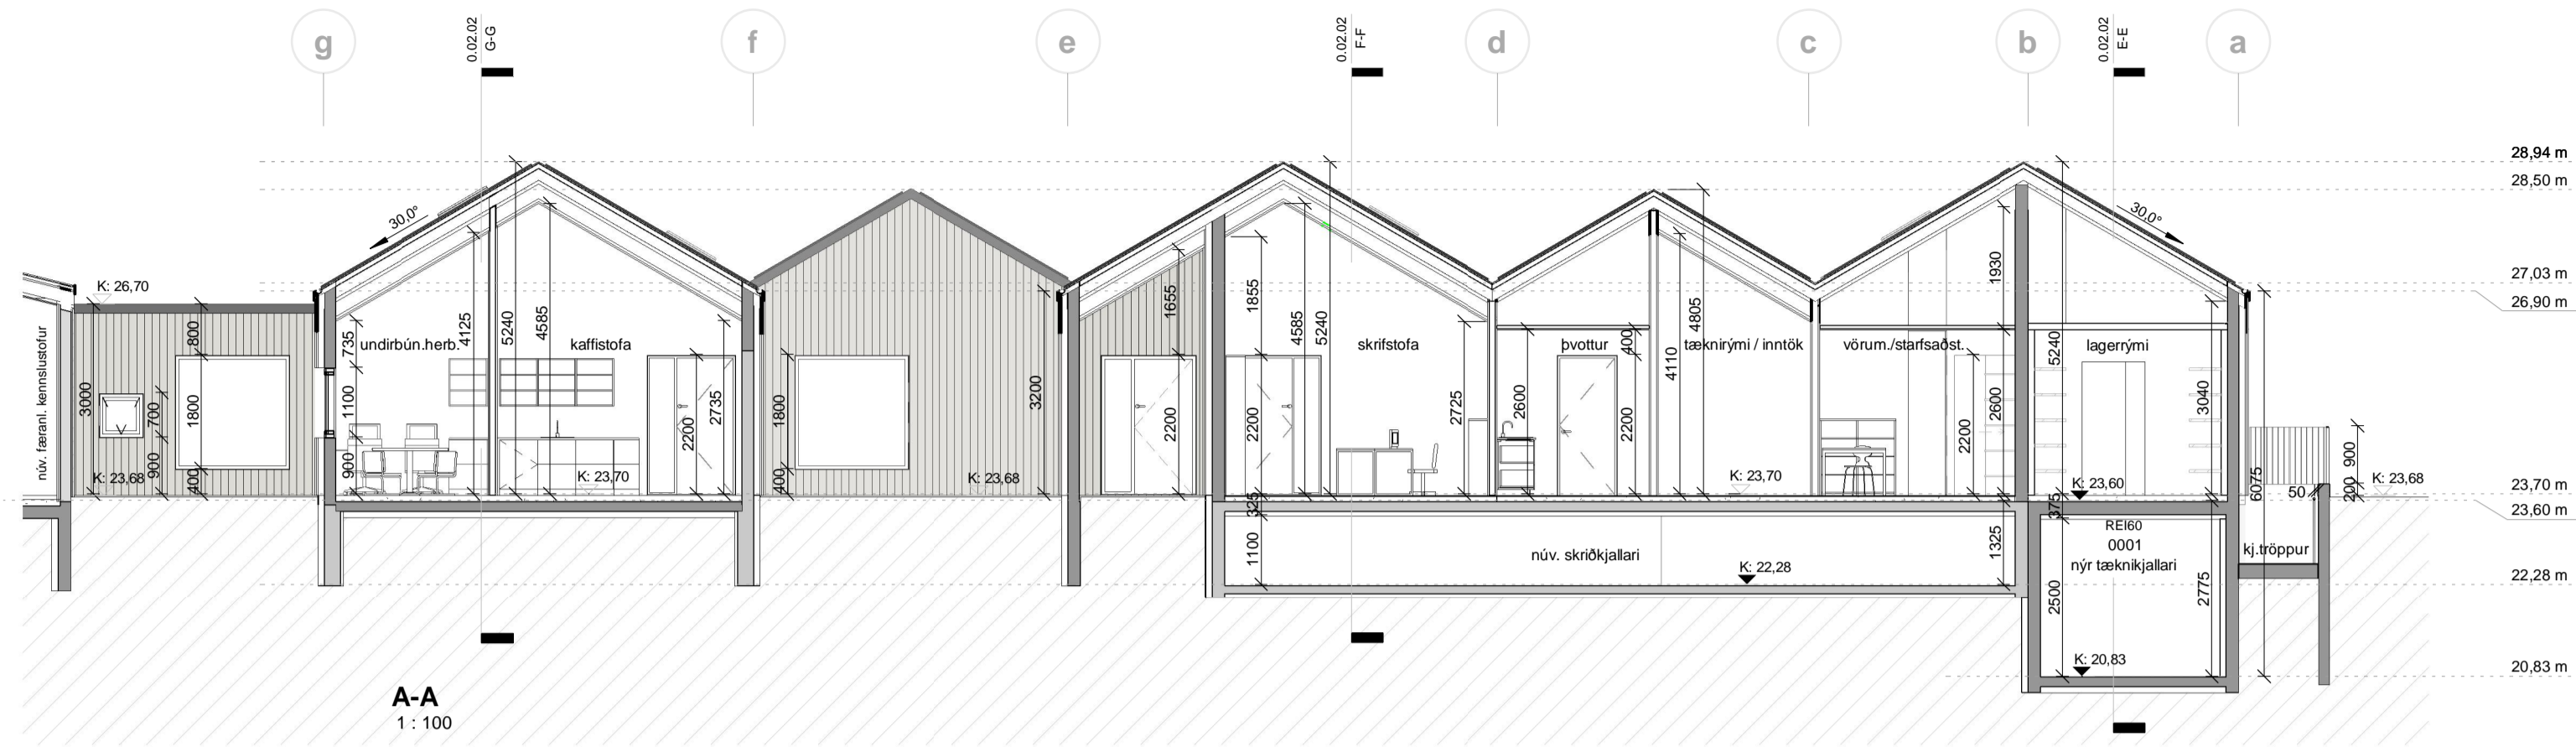 g
0.02.02
G-G
f
e
0.02.02
F-F
d
c
b
0.02.02
E-E
a
28,94 m
28,50 m
27,03 m
26,90 m
23,70 m
23,60 m
22,28 m
20,83 m
30,0°
30,0°
K: 26,70
núv. færanl. kennslustofur
3000
K: 23,68
700
900
800
1800
400
735
1100
900
undirbún.herb.
4125
5240
4585
kaffistofa
K: 23,70
2200
2735
1800
400
K: 23,68
3200
1655
2200
1855
2200
4585
5240
skrifstofa
2725
2600
þvottur
400
2200
4110
4805
tæknirými / inntök
K: 23,70
vörum./starfsaðst.
2200
1930
2600
5240
lagerrými
3040
K: 23,60
6075
900
200
50
K: 23,68
325
1100
núv. skriðkjallari
K: 22,28
1325
375
REI60
0001
nýr tæknikjallari
2500
2775
K: 20,83
kj.tröppur
A-A
1 : 100